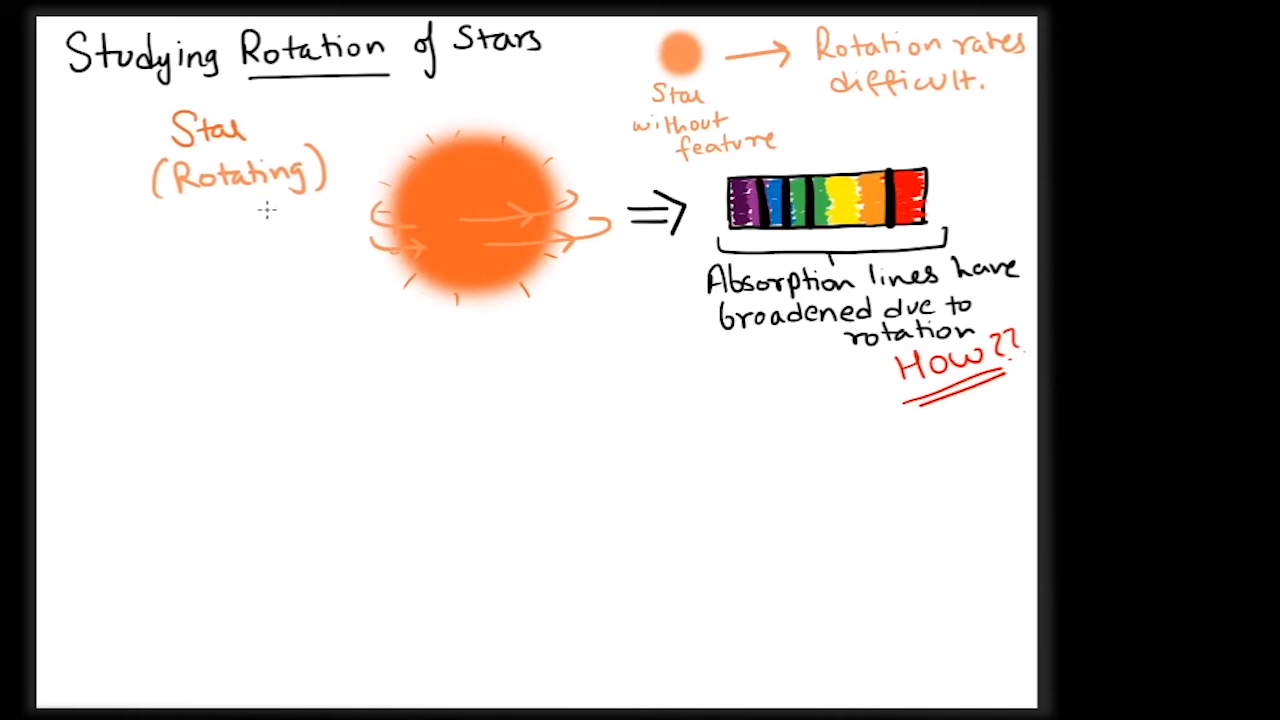 Studying Rotation of Stars
Star
(Rotating)
Star
without
feature
Rotation rates
difficult.
Absorption lines have
broadened due to
rotation
How??